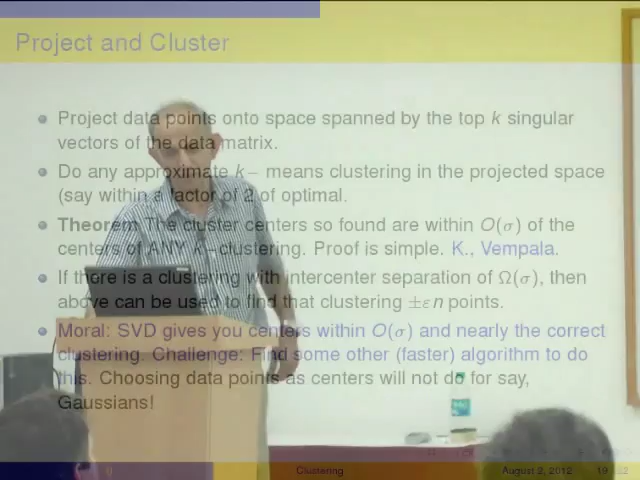 Project and Cluster
Project data points onto space spanned by the top k singular
vectors of the data matrix.
Do any approximate k− means clustering in the projected space
(say within a factor of 2 of optimal.
Theorem The cluster centers so found are within O(σ) of the
centers of ANY k−clustering. Proof is simple. K., Vempala.
If there is a clustering with intercenter separation of Ω(σ), then
above can be used to find that clustering ±εn points.
Moral: SVD gives you centers within O(σ) and nearly the correct
clustering. Challenge: Find some other (faster) algorithm to do
this. Choosing data points as centers will not do for say,
Gaussians!
Clustering
August 2, 2012